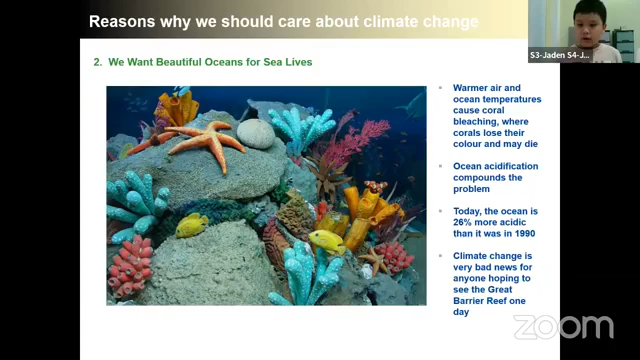 Reasons why we should care about climate change
S3-Jaden S4-J...
2. We Want Beautiful Oceans for Sea Lives
Warmer air and
ocean temperatures
cause coral
bleaching, where
corals lose their
colour and may die
Ocean acidification
compounds the
problem
Today, the ocean is
26% more acidic
than it was in 1990
Climate change is
very bad news for
anyone hoping to
see the Great
Barrier Reef one
day
zoom